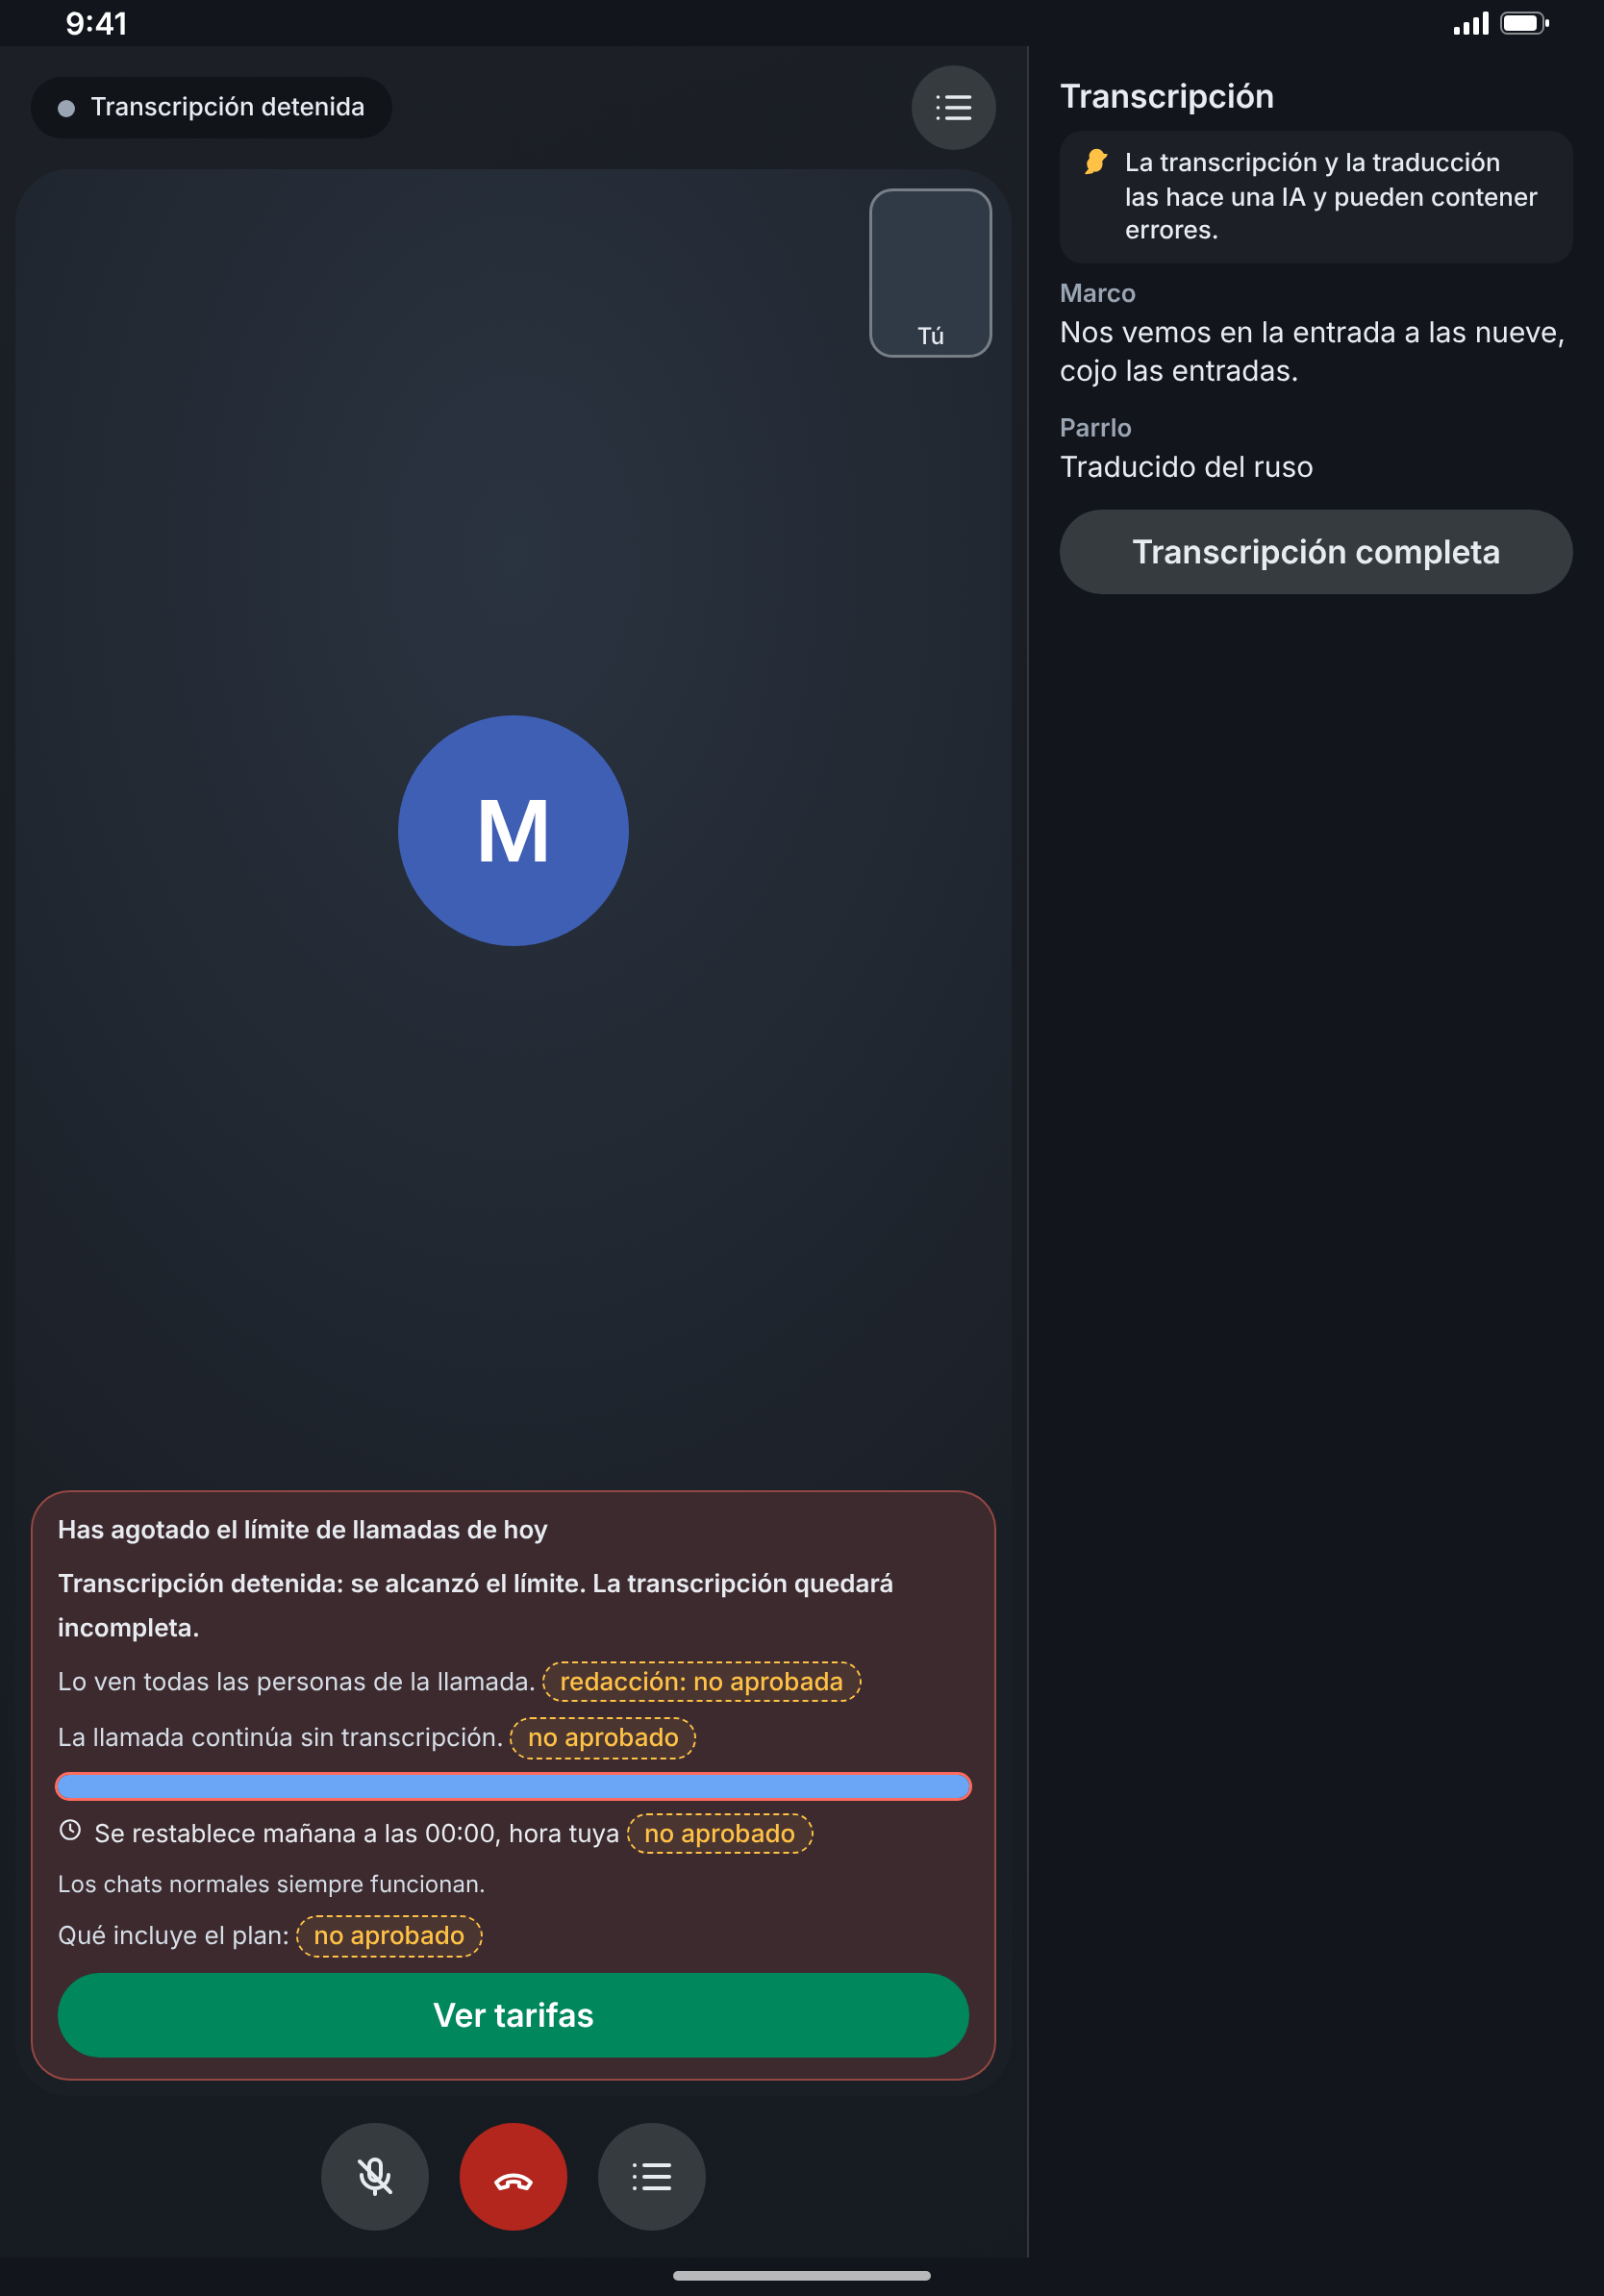 9:41
Transcripción detenida
Tú
M
Has agotado el límite de llamadas de hoy
Transcripción detenida: se alcanzó el límite. La transcripción quedará
incompleta.
Lo ven todas las personas de la llamada. redacción: no aprobada
La llamada continúa sin transcripción. no aprobado
Se restablece mañana a las 00:00, hora tuya no aprobado
Los chats normales siempre funcionan.
Qué incluye el plan: no aprobado
Ver tarifas
Transcripción
La transcripción y la traducción
las hace una IA y pueden contener
errores.
Marco
Nos vemos en la entrada a las nueve,
cojo las entradas.
Parrlo
Traducido del ruso
Transcripción completa